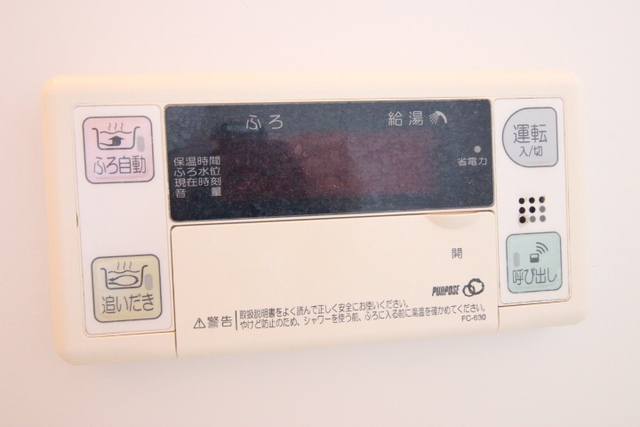 ふろ自動
追いだき
ふろ 給湯
保温時間
ふろ水位
現在時刻
音量
省電力
運転
入/切
呼び出し
開
PURPOSE
⚠警告
取扱説明書をよく読んで正しく安全にお使いください。
やけど防止のため、シャワーを使う前、ふろに入る前に湯温を確かめてください。
FC-630